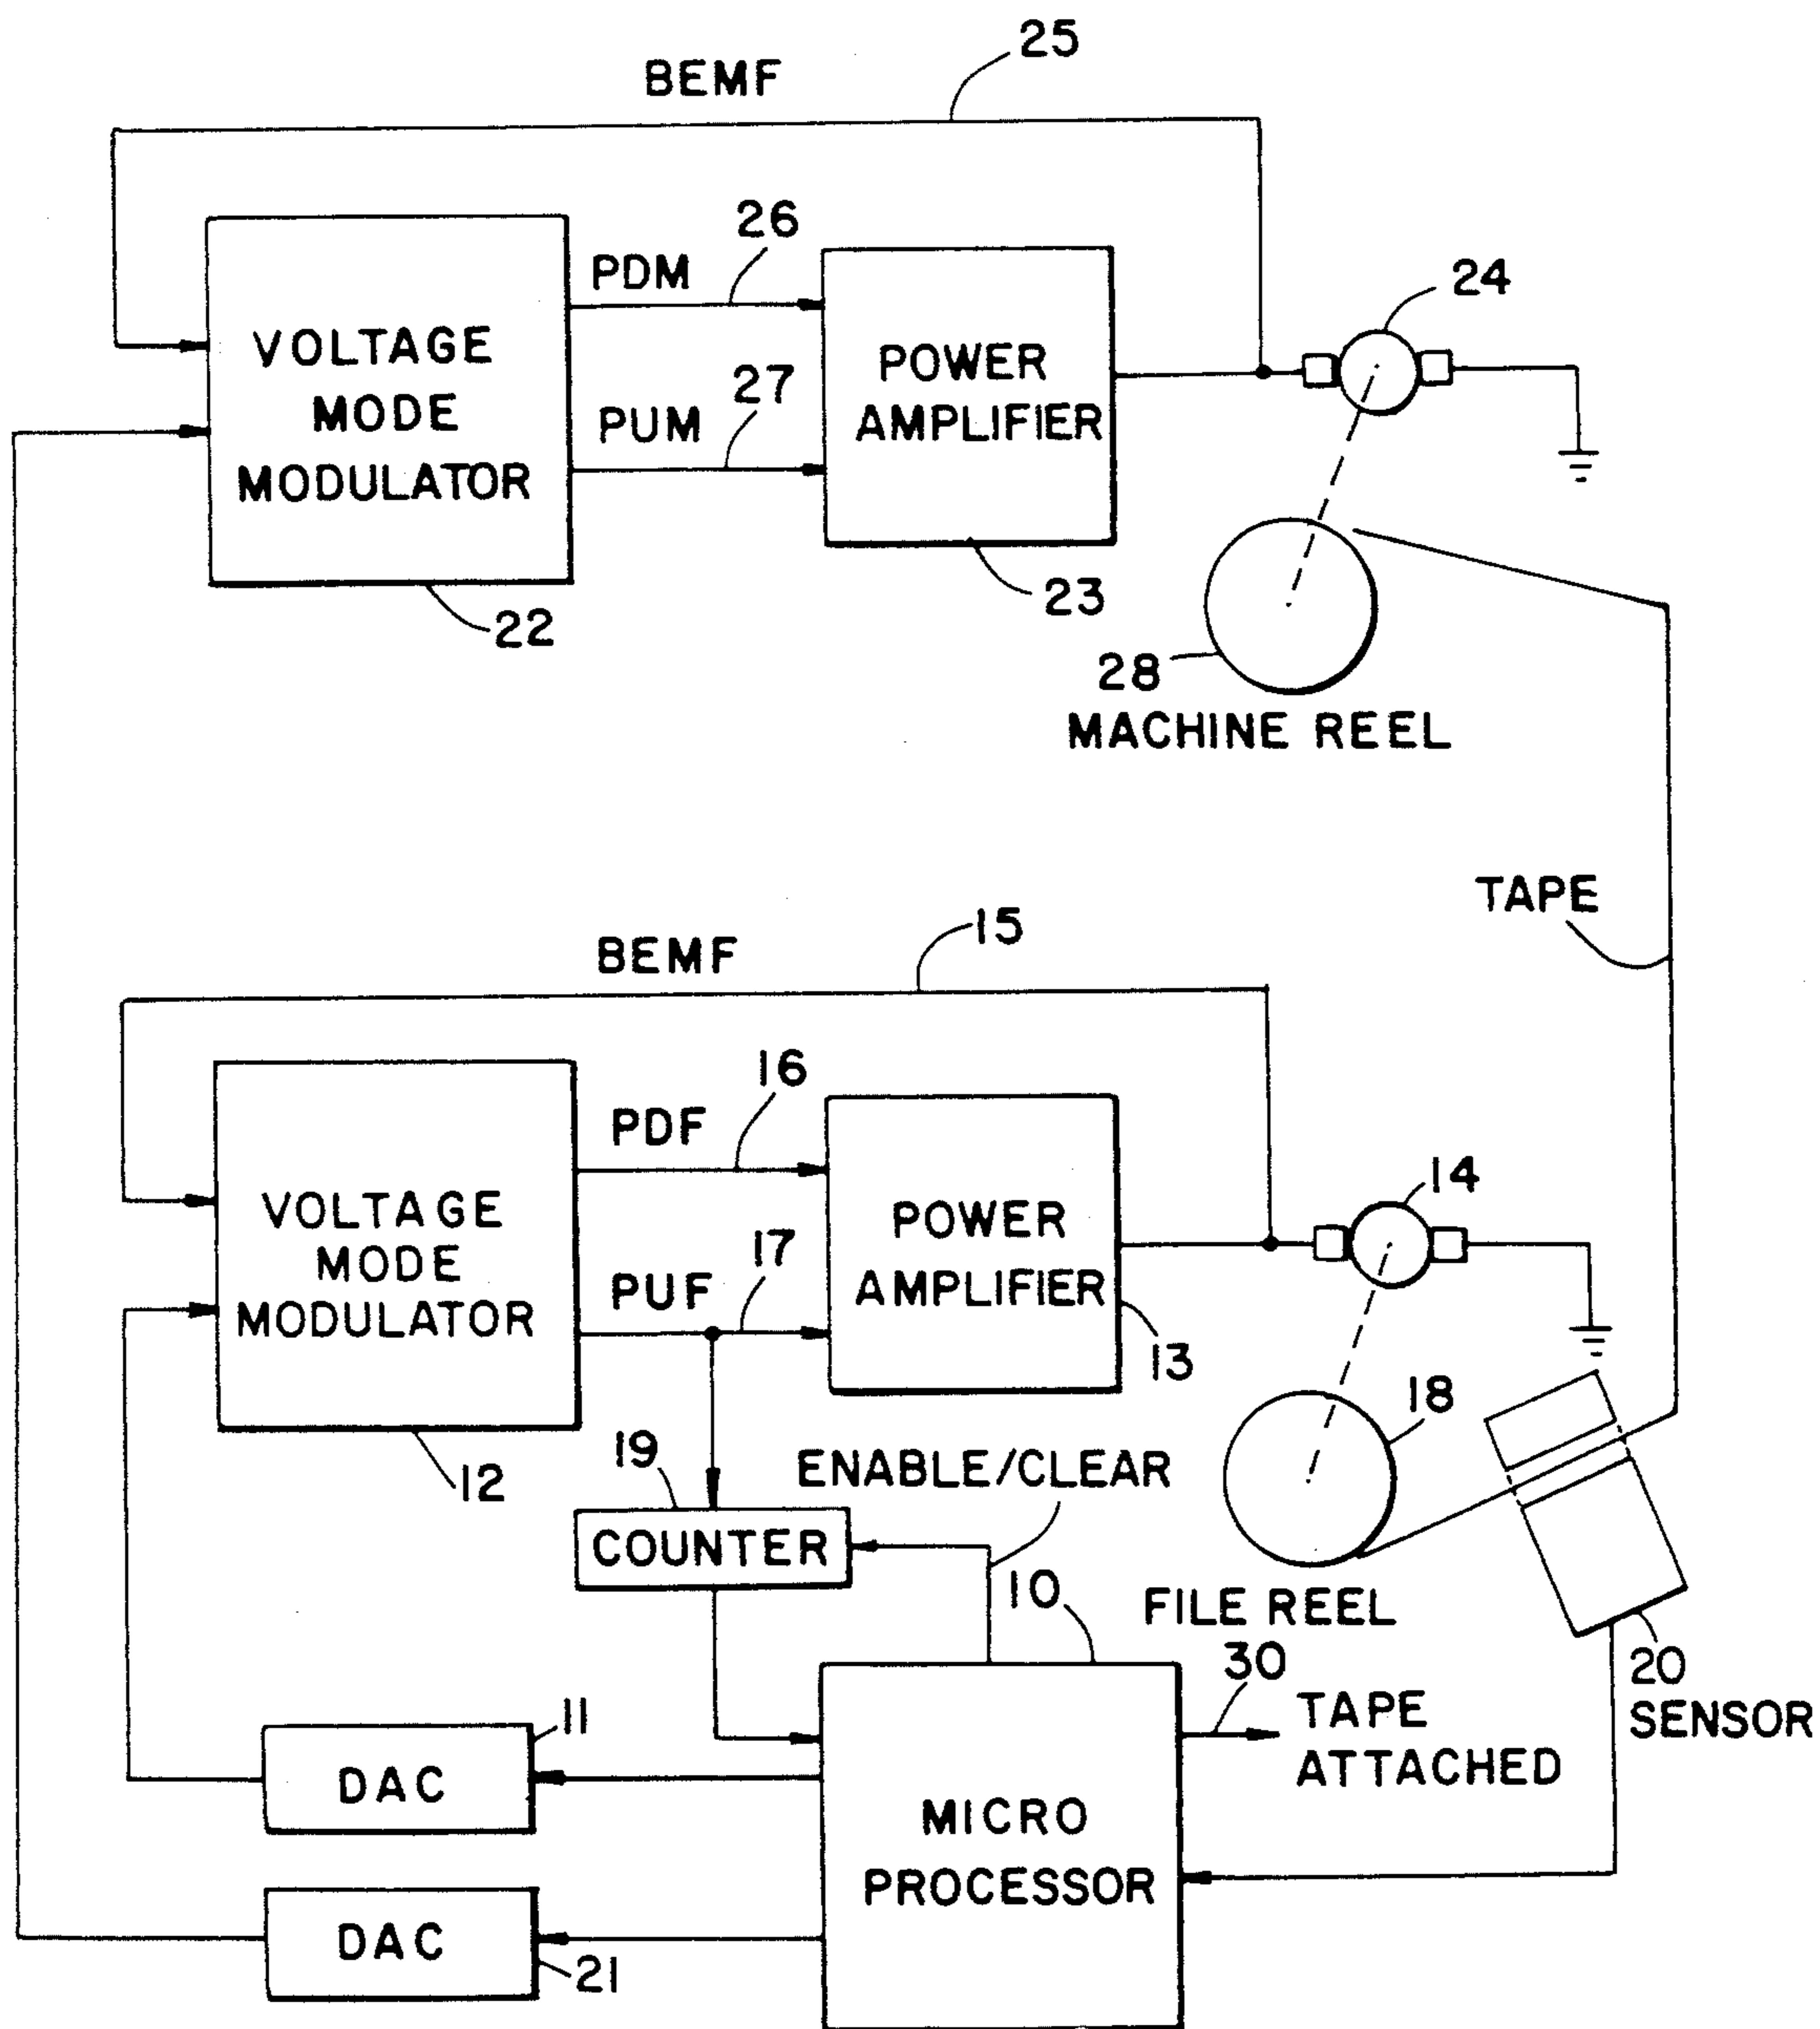 25
BEMF
26
PDM
24
VOLTAGE
MODE
MODULATOR
POWER
AMPLIFIER
27
PUM
23
22
28
MACHINE REEL
TAPE
15
BEMF
16
PDF
14
VOLTAGE
MODE
MODULATOR
POWER
AMPLIFIER
17
PUF
13
18
19
ENABLE/CLEAR
12
COUNTER
10
FILE REEL
30
20
SENSOR
TAPE
ATTACHED
11
DAC
MICRO
PROCESSOR
DAC
21